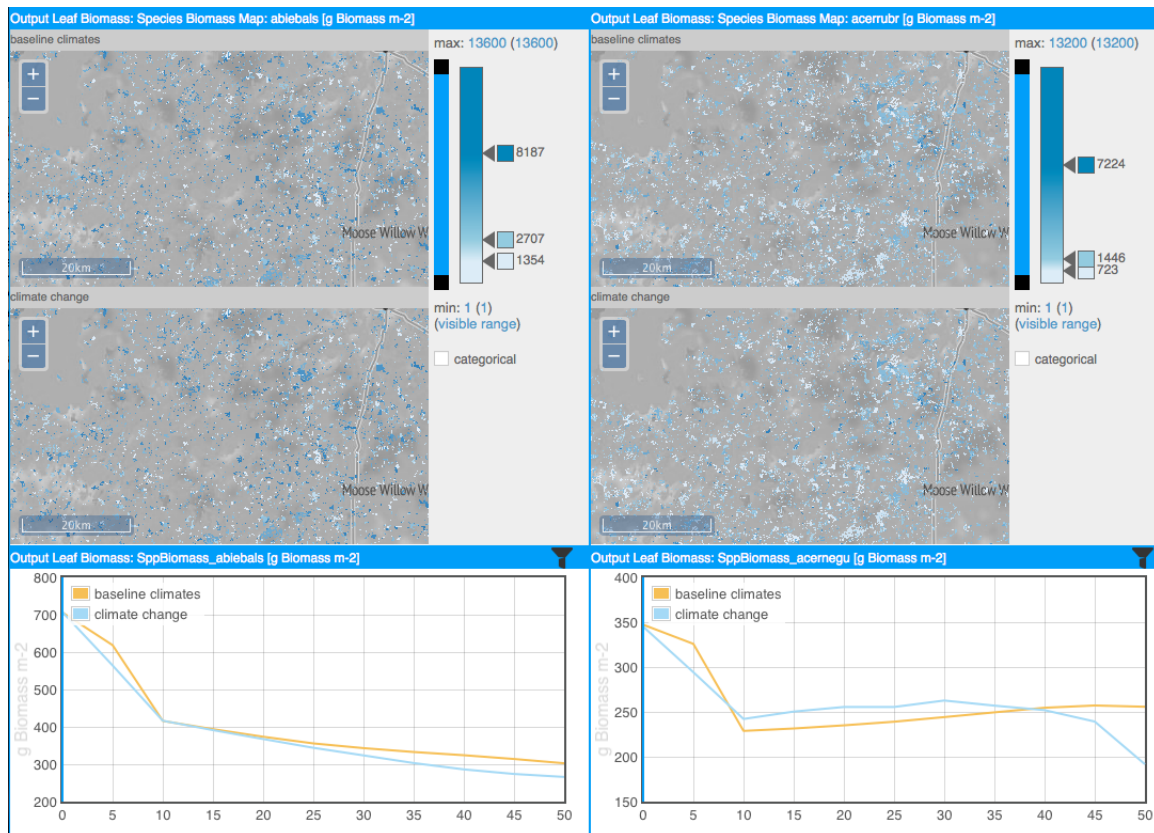 Output Leaf Biomass: Species Biomass Map: abiebals [g Biomass m-2]
baseline climates
+
−
Moose Willow W
20km
max: 13600 (13600)
8187
2707
1354
min: 1 (1)
(visible range)
categorical
climate change
+
−
Moose Willow W
20km
Output Leaf Biomass: Species Biomass Map: acerrubr [g Biomass m-2]
baseline climates
+
−
Moose Willow W
20km
max: 13200 (13200)
7224
1446
723
min: 1 (1)
(visible range)
categorical
climate change
+
−
Moose Willow W
20km
Output Leaf Biomass: SppBiomass_abiebals [g Biomass m-2]
g Biomass m-2
800
700
600
500
400
300
200
baseline climates
climate change
0 5 10 15 20 25 30 35 40 45 50
Output Leaf Biomass: SppBiomass_acernegu [g Biomass m-2]
g Biomass m-2
400
350
300
250
200
150
baseline climates
climate change
0 5 10 15 20 25 30 35 40 45 50